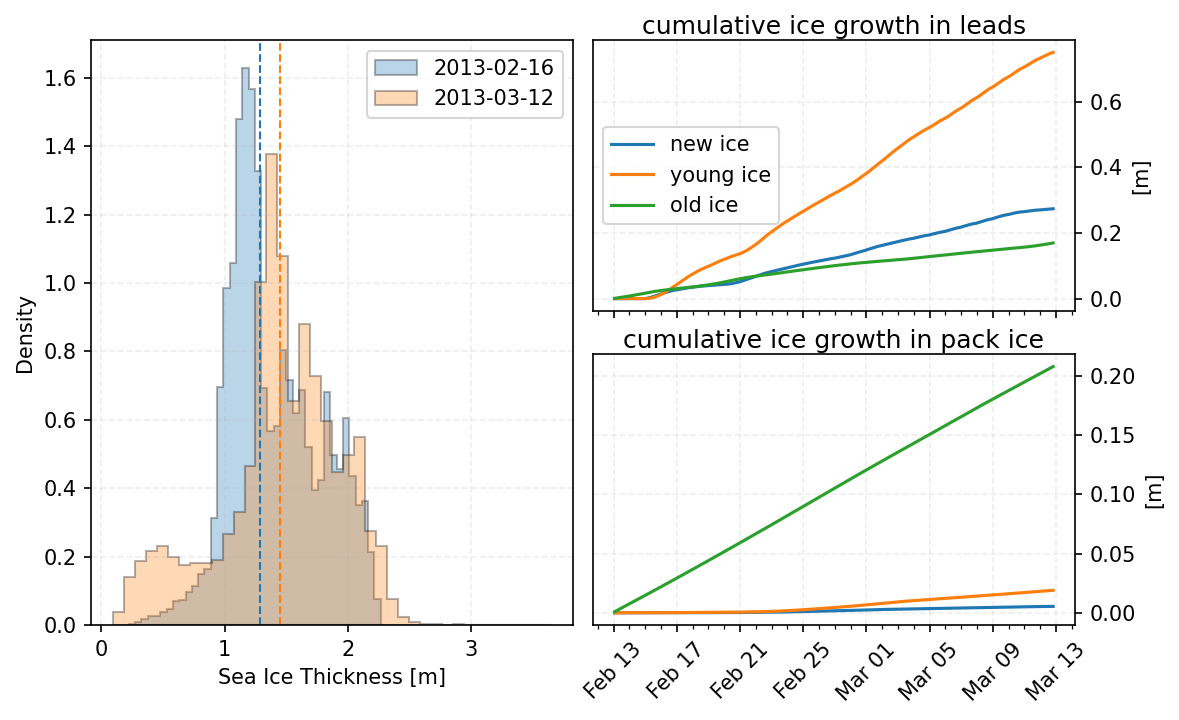 1.6
1.4
1.2
1.0
0.8
0.6
0.4
0.2
0.0
Density
0
1
2
3
Sea Ice Thickness [m]
2013-02-16
2013-03-12
cumulative ice growth in leads
new ice
young ice
old ice
0.6
0.4
0.2
0.0
[m]
cumulative ice growth in pack ice
0.20
0.15
0.10
0.05
0.00
[m]
Feb 13
Feb 17
Feb 21
Feb 25
Mar 01
Mar 05
Mar 09
Mar 13